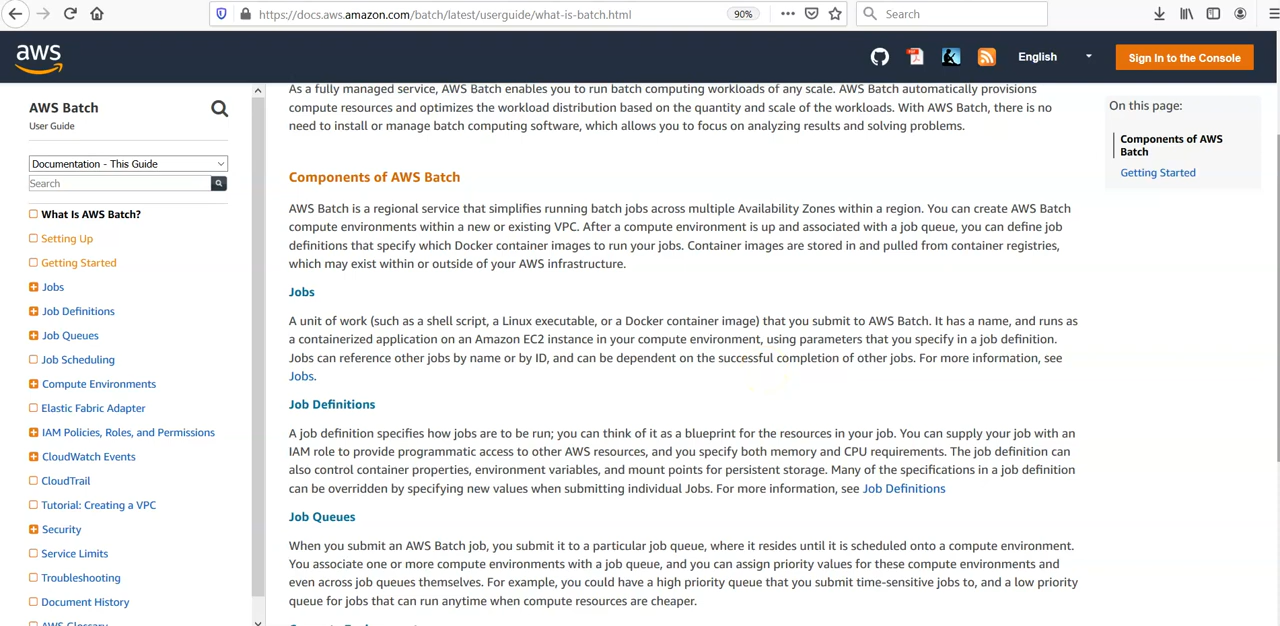 https://docs.aws.amazon.com/batch/latest/userguide/what-is-batch.html
90%
Search
aws
English
Sign In to the Console
AWS Batch
User Guide
Documentation - This Guide
Search
What Is AWS Batch?
Setting Up
Getting Started
Jobs
Job Definitions
Job Queues
Job Scheduling
Compute Environments
Elastic Fabric Adapter
IAM Policies, Roles, and Permissions
CloudWatch Events
CloudTrail
Tutorial: Creating a VPC
Security
Service Limits
Troubleshooting
Document History
AWS Glossary
As a fully managed service, AWS Batch enables you to run batch computing workloads of any scale. AWS Batch automatically provisions
compute resources and optimizes the workload distribution based on the quantity and scale of the workloads. With AWS Batch, there is no
need to install or manage batch computing software, which allows you to focus on analyzing results and solving problems.
Components of AWS Batch
AWS Batch is a regional service that simplifies running batch jobs across multiple Availability Zones within a region. You can create AWS Batch
compute environments within a new or existing VPC. After a compute environment is up and associated with a job queue, you can define job
definitions that specify which Docker container images to run your jobs. Container images are stored in and pulled from container registries,
which may exist within or outside of your AWS infrastructure.
Jobs
A unit of work (such as a shell script, a Linux executable, or a Docker container image) that you submit to AWS Batch. It has a name, and runs as
a containerized application on an Amazon EC2 instance in your compute environment, using parameters that you specify in a job definition.
Jobs can reference other jobs by name or by ID, and can be dependent on the successful completion of other jobs. For more information, see
Jobs.
Job Definitions
A job definition specifies how jobs are to be run; you can think of it as a blueprint for the resources in your job. You can supply your job with an
IAM role to provide programmatic access to other AWS resources, and you specify both memory and CPU requirements. The job definition can
also control container properties, environment variables, and mount points for persistent storage. Many of the specifications in a job definition
can be overridden by specifying new values when submitting individual Jobs. For more information, see Job Definitions
Job Queues
When you submit an AWS Batch job, you submit it to a particular job queue, where it resides until it is scheduled onto a compute environment.
You associate one or more compute environments with a job queue, and you can assign priority values for these compute environments and
even across job queues themselves. For example, you could have a high priority queue that you submit time-sensitive jobs to, and a low priority
queue for jobs that can run anytime when compute resources are cheaper.
On this page:
Components of AWS
Batch
Getting Started